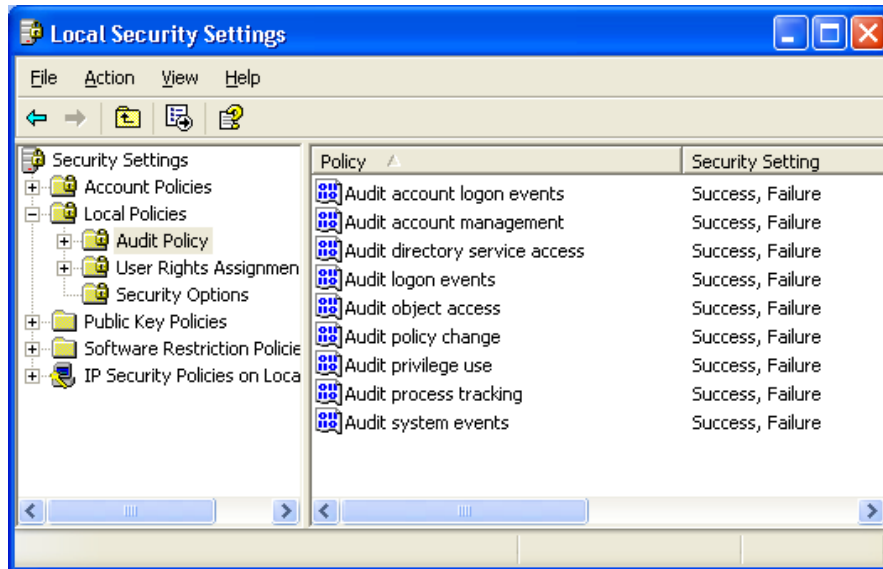 Local Security Settings
File Action View Help
Security Settings
Account Policies
Local Policies
Audit Policy
User Rights Assignmen
Security Options
Public Key Policies
Software Restriction Policie
IP Security Policies on Loca
Policy Security Setting
Audit account logon events Success, Failure
Audit account management Success, Failure
Audit directory service access Success, Failure
Audit logon events Success, Failure
Audit object access Success, Failure
Audit policy change Success, Failure
Audit privilege use Success, Failure
Audit process tracking Success, Failure
Audit system events Success, Failure